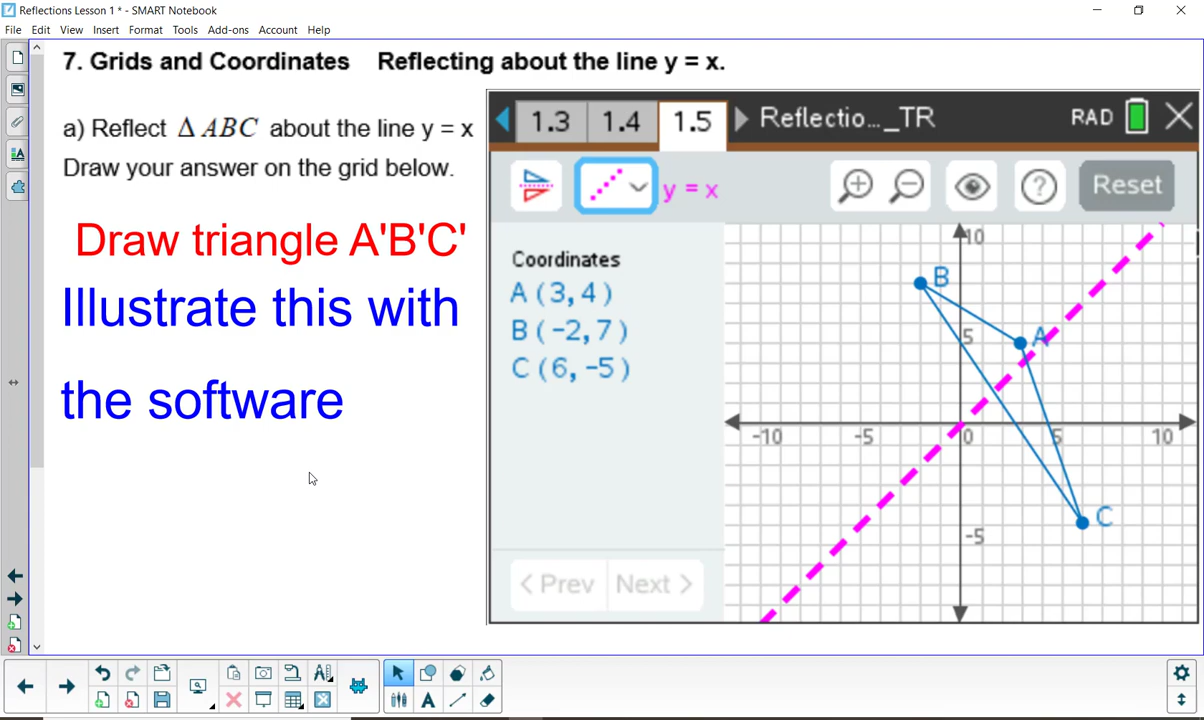 Reflections Lesson 1 * - SMART Notebook
File Edit View Insert Format Tools Add-ons Account Help
7. Grids and Coordinates Reflecting about the line y = x.
a) Reflect Δ ABC about the line y = x
Draw your answer on the grid below.
Draw triangle A'B'C'
Illustrate this with
the software
1.3 1.4 1.5 Reflectio..._TR RAD
y = x ? Reset
Coordinates
A (3, 4)
B (-2, 7)
C (6, -5)
< Prev Next >
10
B
5
A
-10 -5 0 5 10
C
-5
A